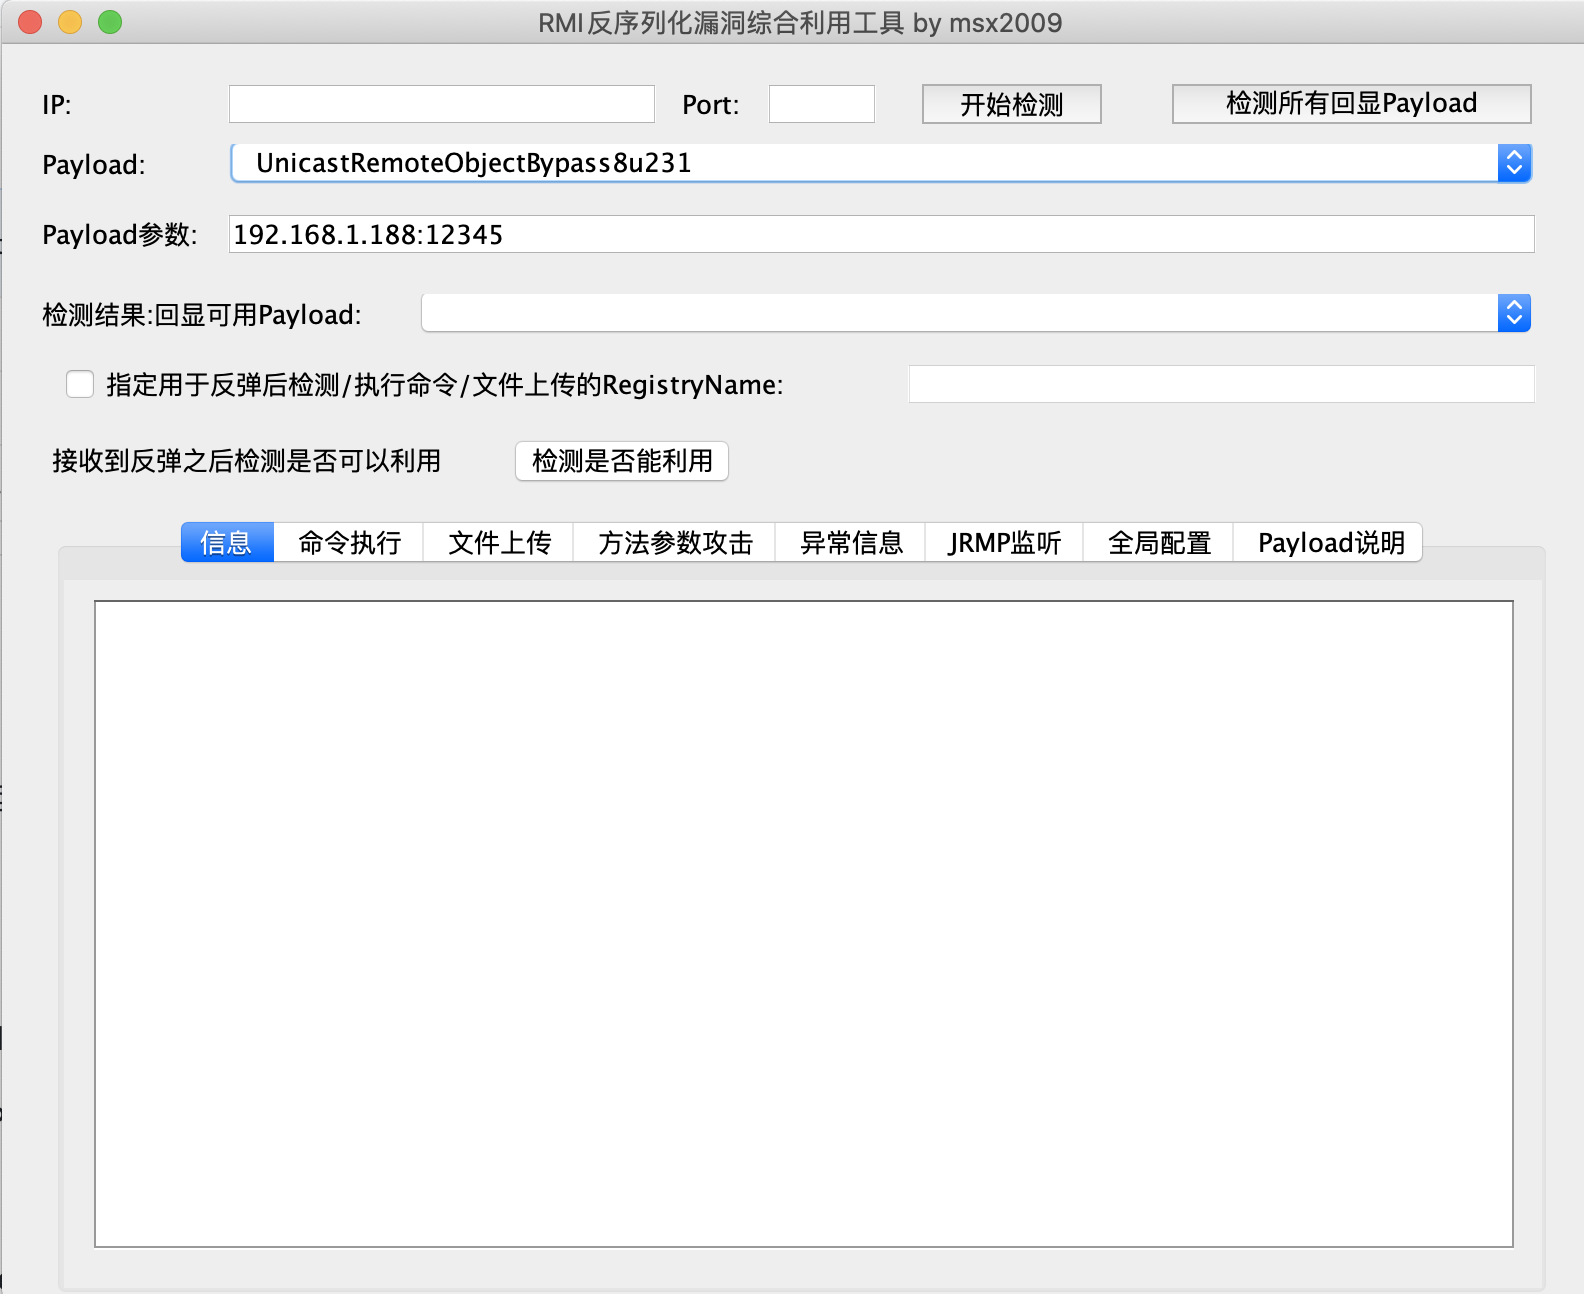 RMI反序列化漏洞综合利用工具 by msx2009
IP:
Port:
开始检测
检测所有回显Payload
Payload:
UnicastRemoteObjectBypass8u231
Payload参数:
192.168.1.188:12345
检测结果:回显可用Payload:
指定用于反弹后检测/执行命令/文件上传的RegistryName:
接收到反弹之后检测是否可以利用
检测是否能利用
信息
命令执行
文件上传
方法参数攻击
异常信息
JRMP监听
全局配置
Payload说明